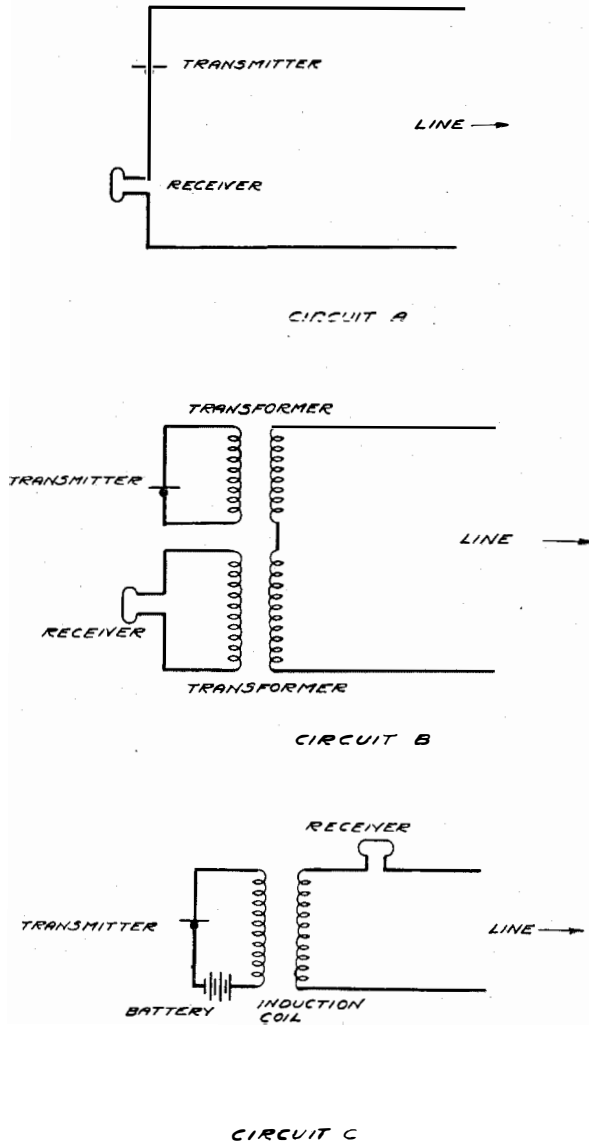 TRANSMITTER
LINE
RECEIVER
CIRCUIT A
TRANSFORMER
TRANSMITTER
LINE
RECEIVER
TRANSFORMER
CIRCUIT B
RECEIVER
TRANSMITTER
LINE
BATTERY
INDUCTION
COIL
CIRCUIT C